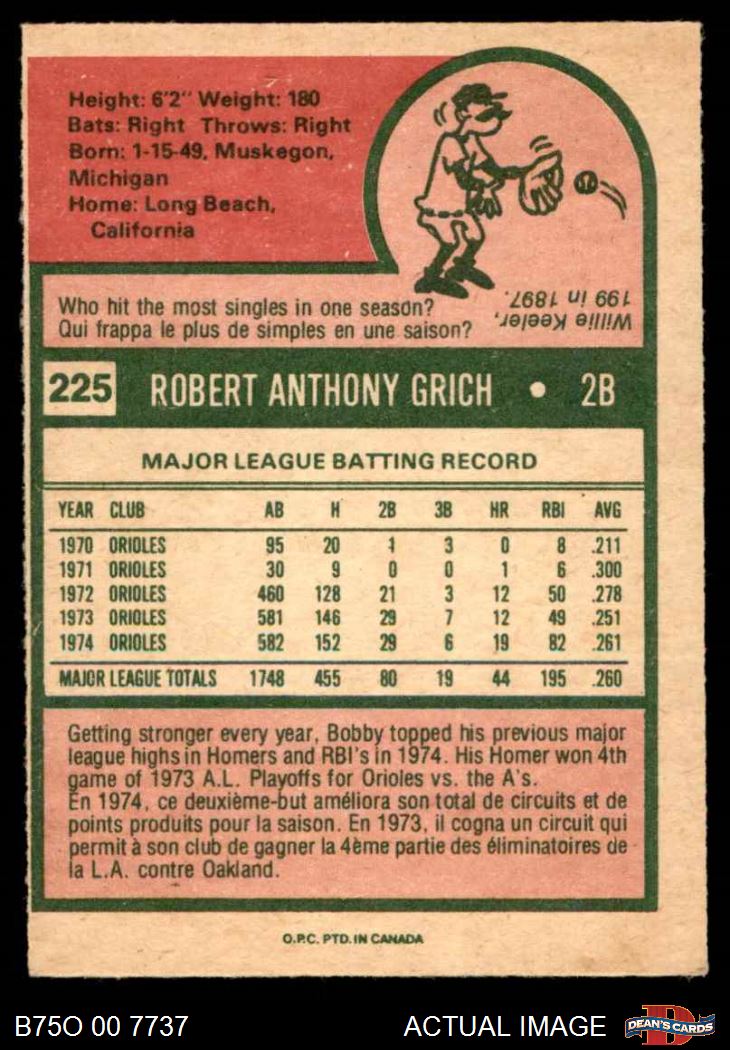 Height: 6'2" Weight: 180
Bats: Right Throws: Right
Born: 1-15-49, Muskegon,
Michigan
Home: Long Beach,
California
Who hit the most singles in one season?
Qui frappa le plus de simples en une saison?
Willie Keeler,
199 in 1897.
225 ROBERT ANTHONY GRICH • 2B
MAJOR LEAGUE BATTING RECORD
YEAR CLUB AB H 2B 3B HR RBI AVG
1970 ORIOLES 95 20 1 3 0 8 .211
1971 ORIOLES 30 9 0 0 1 6 .300
1972 ORIOLES 460 128 21 3 12 50 .278
1973 ORIOLES 581 146 29 7 12 49 .251
1974 ORIOLES 582 152 29 6 19 82 .261
MAJOR LEAGUE TOTALS 1748 455 80 19 44 195 .260
Getting stronger every year, Bobby topped his previous major
league highs in Homers and RBI's in 1974. His Homer won 4th
game of 1973 A.L. Playoffs for Orioles vs. the A's.
En 1974, ce deuxième-but améliora son total de circuits et de
points produits pour la saison. En 1973, il cogna un circuit qui
permit à son club de gagner la 4ème partie des éliminatoires de
la L.A. contre Oakland.
O.P.C. PTD. IN CANADA
B75O 00 7737 ACTUAL IMAGE
DEAN'S CARDS